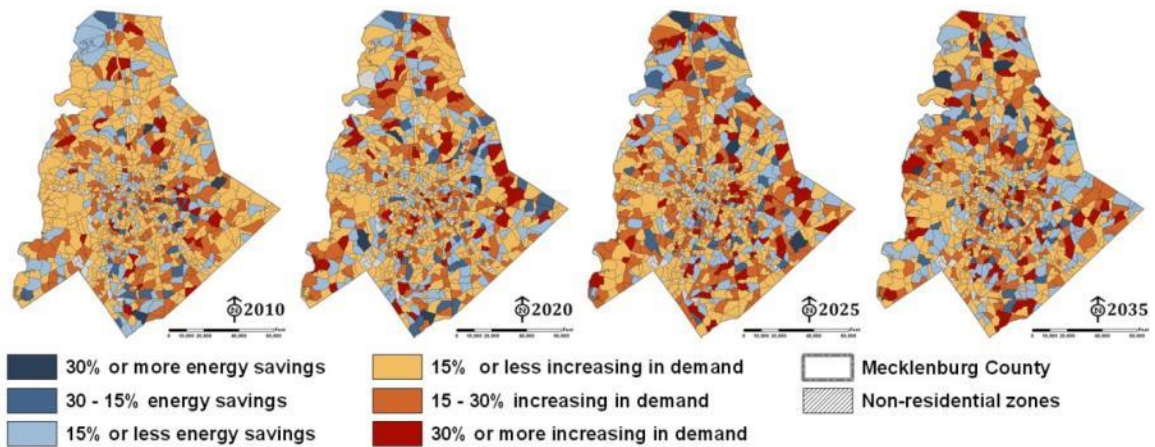 2010
2020
2025
2035
30% or more energy savings
30 - 15% energy savings
15% or less energy savings
15% or less increasing in demand
15 - 30% increasing in demand
30% or more increasing in demand
Mecklenburg County
Non-residential zones